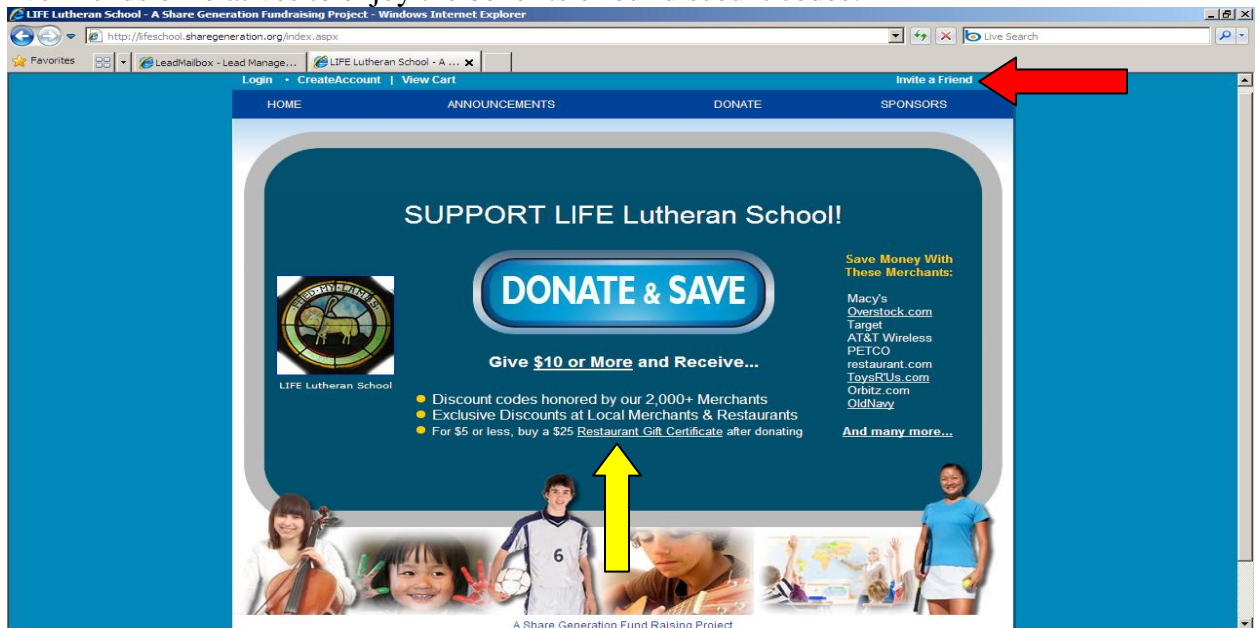 LIFE Lutheran School - A Share Generation Fundraising Project - Windows Internet Explorer
http://lifeschool.sharegeneration.org/index.aspx
Live Search
Favorites
LeadMailbox - Lead Manage...
LIFE Lutheran School - A ...
Login • CreateAccount | View Cart
Invite a Friend
HOME ANNOUNCEMENTS DONATE SPONSORS
SUPPORT LIFE Lutheran School!
FEED MY LAMBS
LIFE Lutheran School
DONATE & SAVE
Give $10 or More and Receive...
Discount codes honored by our 2,000+ Merchants
Exclusive Discounts at Local Merchants & Restaurants
For $5 or less, buy a $25 Restaurant Gift Certificate after donating
Save Money With
These Merchants:
Macy's
Overstock.com
Target
AT&T Wireless
PETCO
restaurant.com
ToysR'Us.com
Orbitz.com
OldNavy
And many more...
6
A Share Generation Fund Raising Project